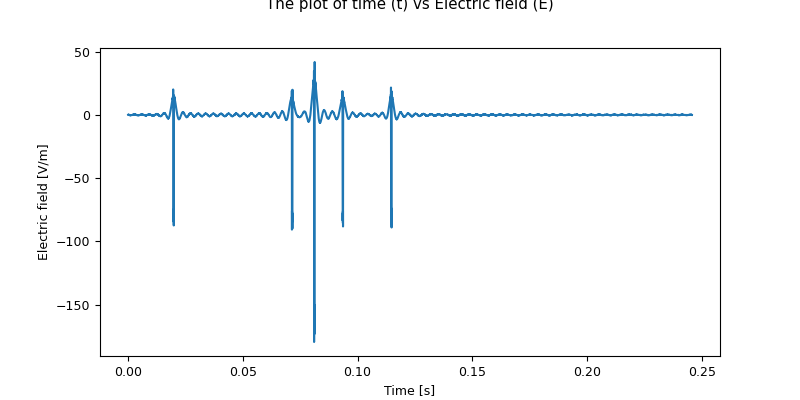 The plot of time (t) vs Electric field (E)
50
0
−50
−100
−150
Electric field [V/m]
0.00 0.05 0.10 0.15 0.20 0.25
Time [s]